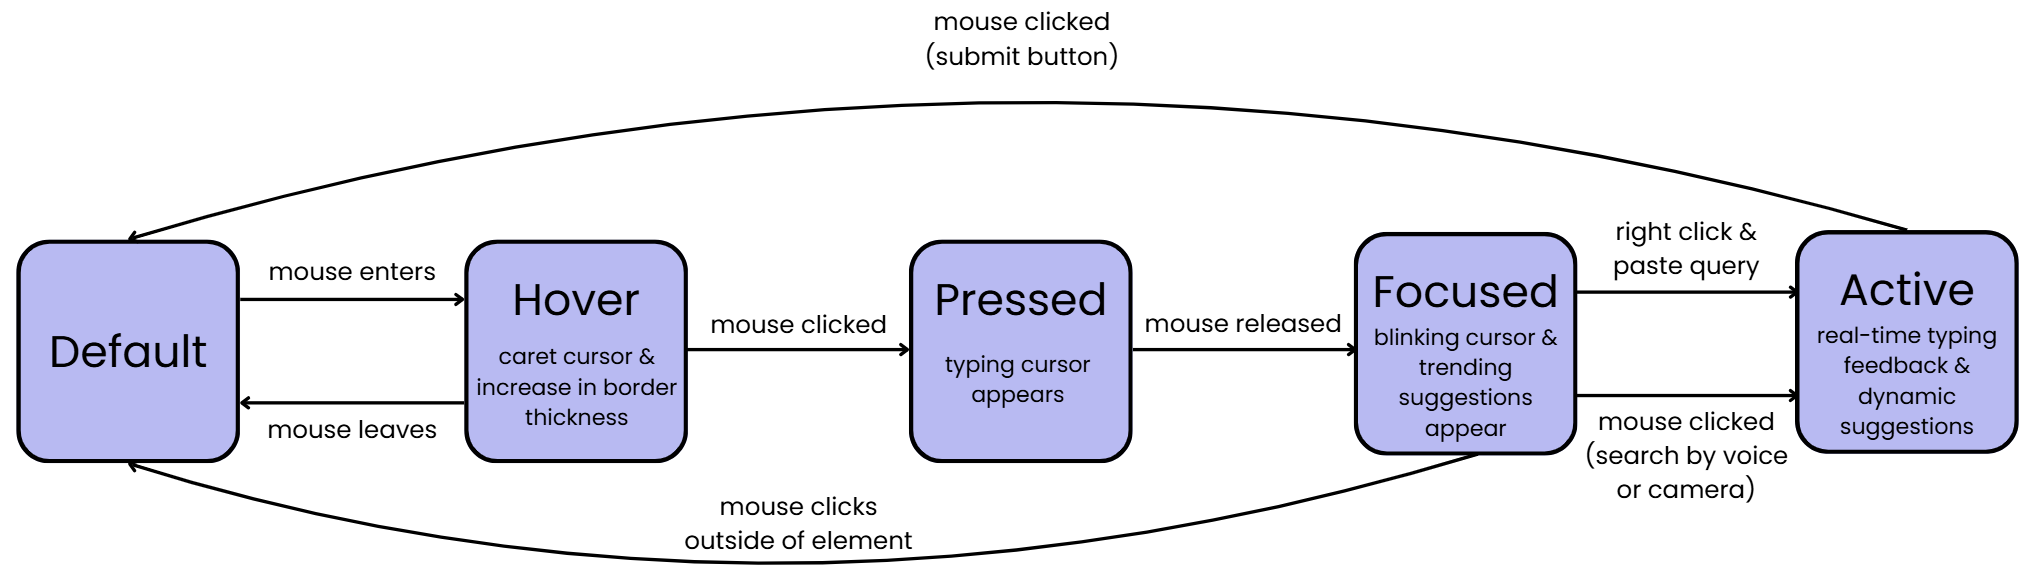 mouse clicked
(submit button)
Default
mouse enters
mouse leaves
Hover
caret cursor &
increase in border
thickness
mouse clicked
Pressed
typing cursor
appears
mouse released
Focused
blinking cursor &
trending
suggestions
appear
right click &
paste query
mouse clicked
(search by voice
or camera)
Active
real-time typing
feedback &
dynamic
suggestions
mouse clicks
outside of element